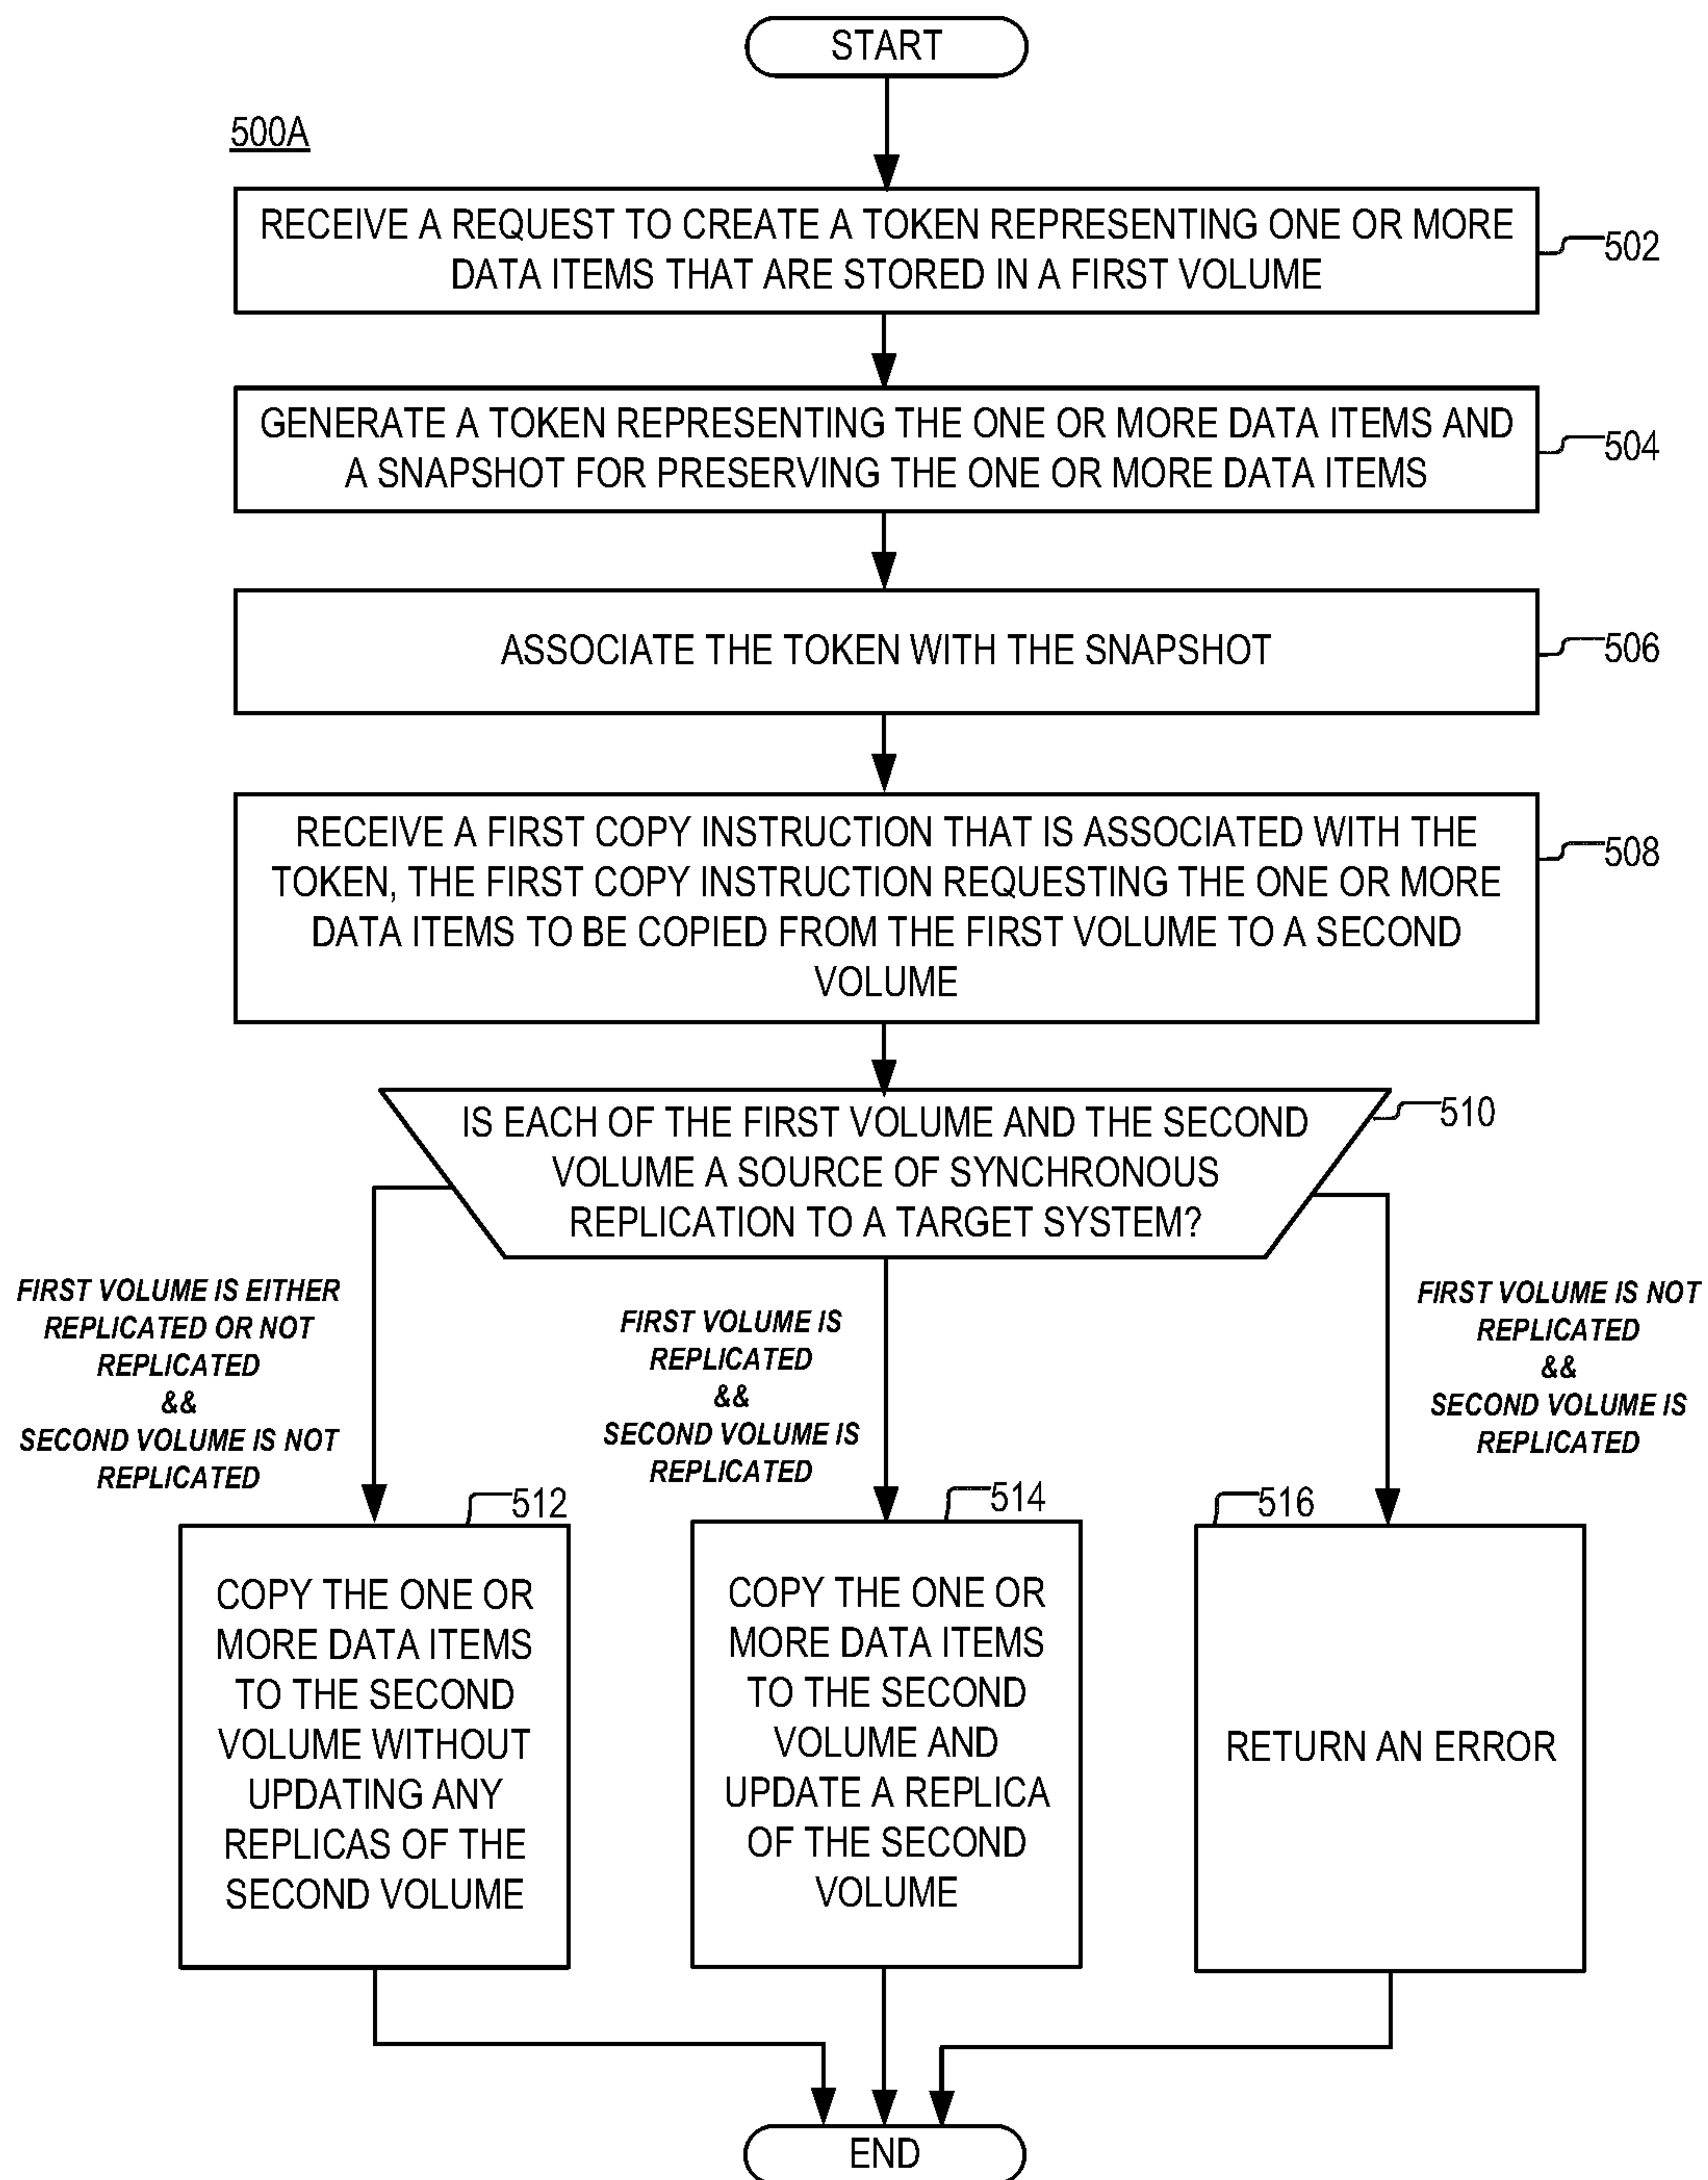 START
500A
RECEIVE A REQUEST TO CREATE A TOKEN REPRESENTING ONE OR MORE
DATA ITEMS THAT ARE STORED IN A FIRST VOLUME
502
GENERATE A TOKEN REPRESENTING THE ONE OR MORE DATA ITEMS AND
A SNAPSHOT FOR PRESERVING THE ONE OR MORE DATA ITEMS
504
ASSOCIATE THE TOKEN WITH THE SNAPSHOT
506
RECEIVE A FIRST COPY INSTRUCTION THAT IS ASSOCIATED WITH THE
TOKEN, THE FIRST COPY INSTRUCTION REQUESTING THE ONE OR MORE
DATA ITEMS TO BE COPIED FROM THE FIRST VOLUME TO A SECOND
VOLUME
508
IS EACH OF THE FIRST VOLUME AND THE SECOND
VOLUME A SOURCE OF SYNCHRONOUS
REPLICATION TO A TARGET SYSTEM?
510
FIRST VOLUME IS EITHER
REPLICATED OR NOT
REPLICATED
&&
SECOND VOLUME IS NOT
REPLICATED
FIRST VOLUME IS
REPLICATED
&&
SECOND VOLUME IS
REPLICATED
FIRST VOLUME IS NOT
REPLICATED
&&
SECOND VOLUME IS
REPLICATED
512
COPY THE ONE OR
MORE DATA ITEMS
TO THE SECOND
VOLUME WITHOUT
UPDATING ANY
REPLICAS OF THE
SECOND VOLUME
514
COPY THE ONE OR
MORE DATA ITEMS
TO THE SECOND
VOLUME AND
UPDATE A REPLICA
OF THE SECOND
VOLUME
516
RETURN AN ERROR
END